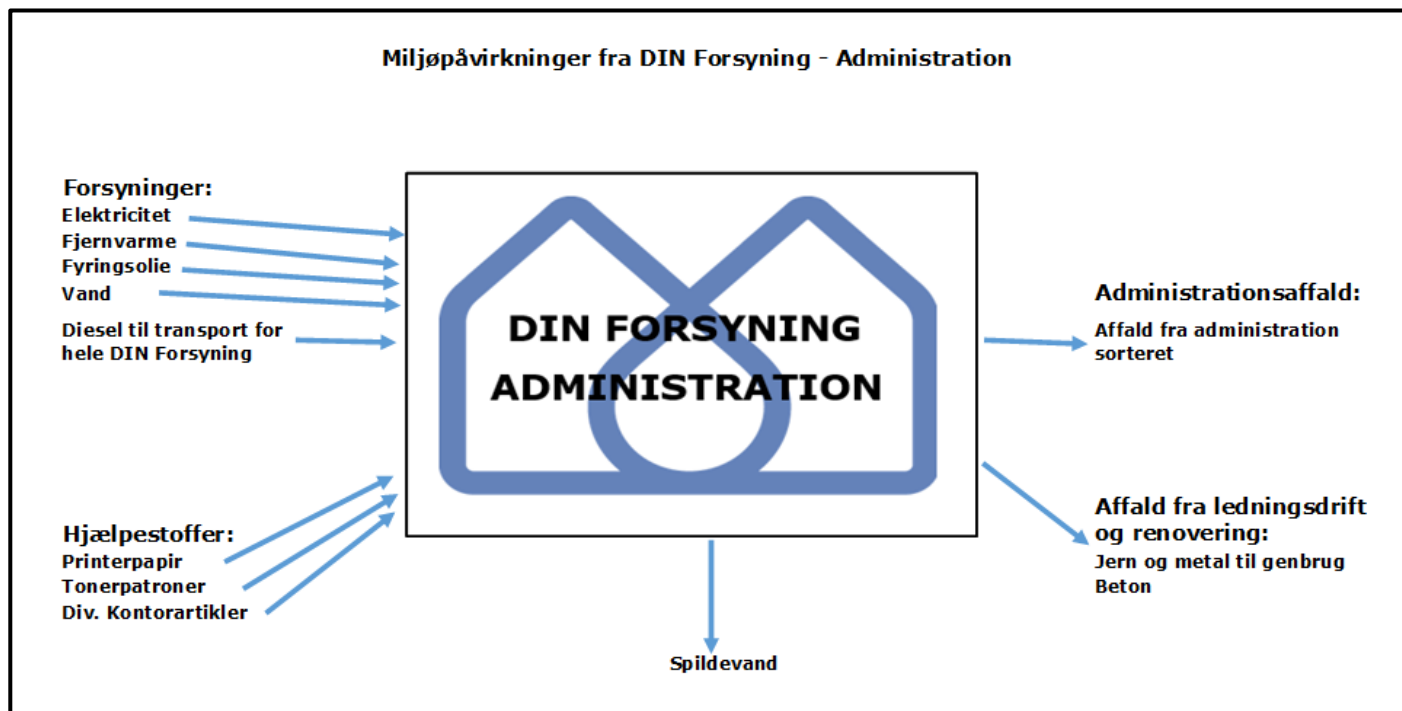 Miljøpåvirkninger fra DIN Forsyning - Administration
Forsyninger:
Elektricitet
Fjernvarme
Fyringsolie
Vand
Diesel til transport for
hele DIN Forsyning
Hjælpestoffer:
Printerpapir
Tonerpatroner
Div. Kontorartikler
DIN FORSYNING
ADMINISTRATION
Spildevand
Administrationsaffald:
Affald fra administration
sorteret
Affald fra ledningsdrift
og renovering:
Jern og metal til genbrug
Beton